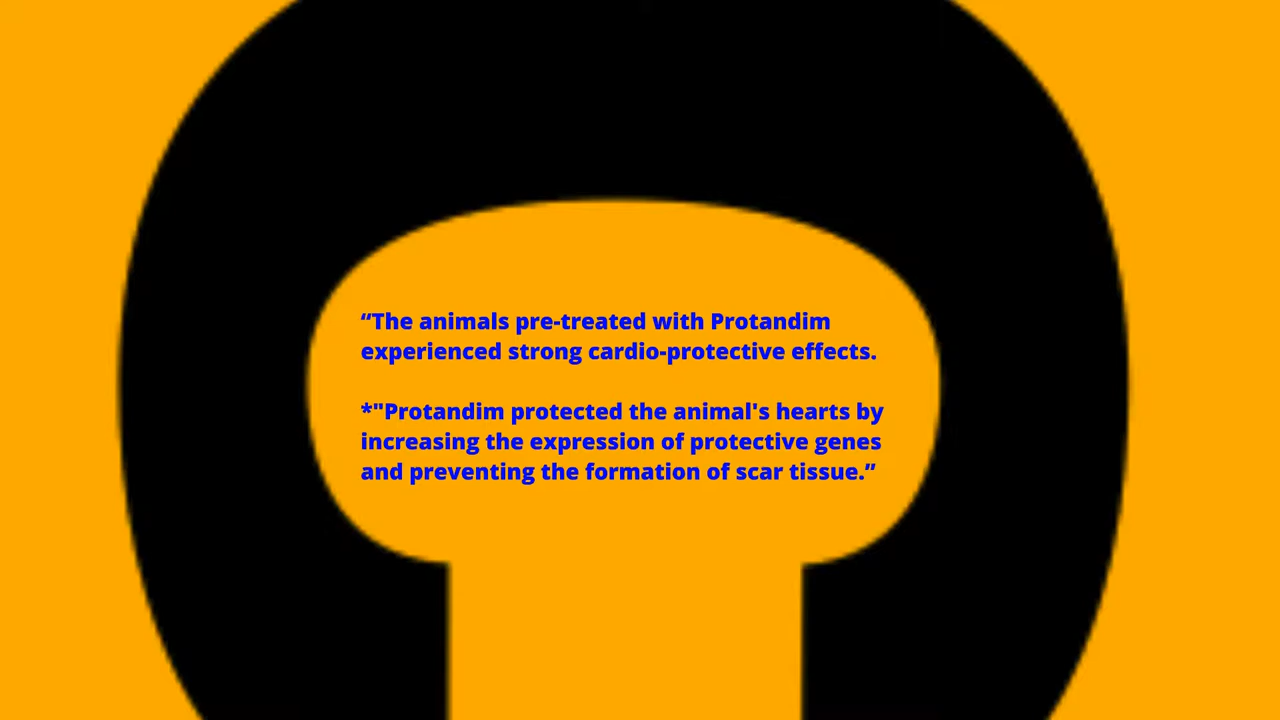 “The animals pre-treated with Protandim
experienced strong cardio-protective effects.
*"Protandim protected the animal's hearts by
increasing the expression of protective genes
and preventing the formation of scar tissue.”